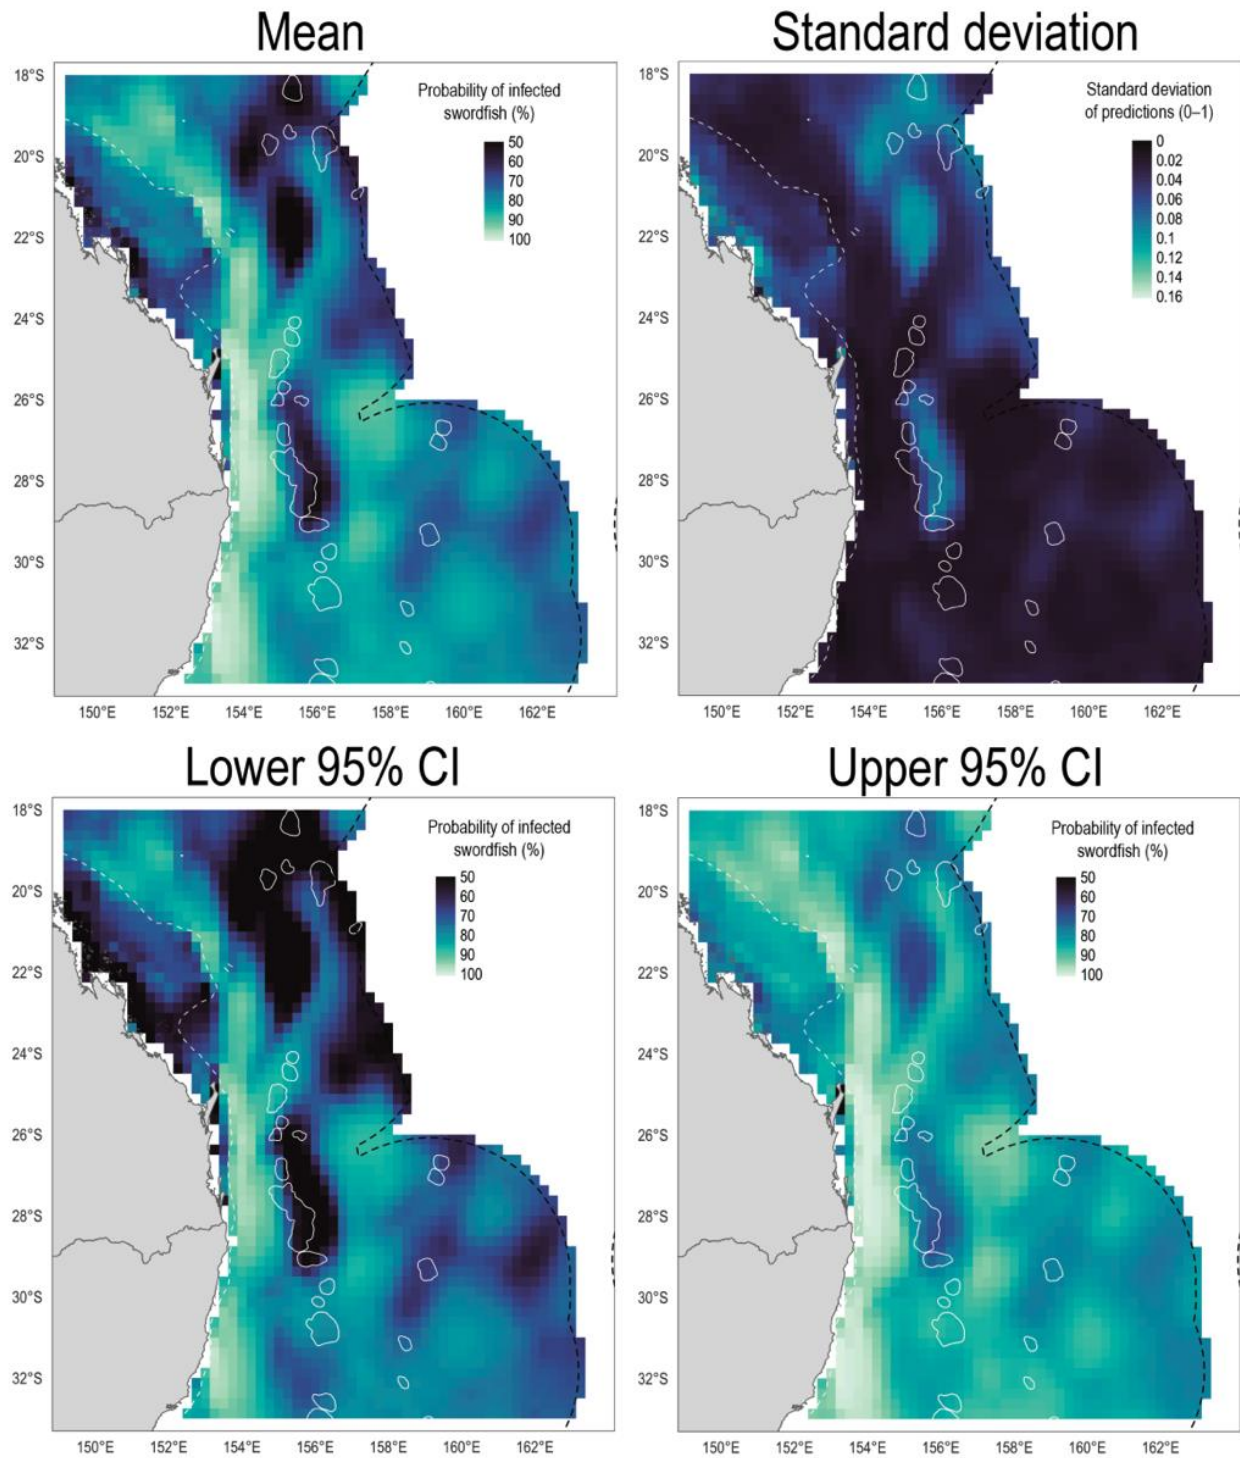 Mean
Standard deviation
18°S
20°S
22°S
24°S
26°S
28°S
30°S
32°S
150°E 152°E 154°E 156°E 158°E 160°E 162°E
Probability of infected
swordfish (%)
50
60
70
80
90
100
18°S
20°S
22°S
24°S
26°S
28°S
30°S
32°S
150°E 152°E 154°E 156°E 158°E 160°E 162°E
Standard deviation
of predictions (0–1)
0
0.02
0.04
0.06
0.08
0.1
0.12
0.14
0.16
Lower 95% CI
Upper 95% CI
18°S
20°S
22°S
24°S
26°S
28°S
30°S
32°S
150°E 152°E 154°E 156°E 158°E 160°E 162°E
Probability of infected
swordfish (%)
50
60
70
80
90
100
18°S
20°S
22°S
24°S
26°S
28°S
30°S
32°S
150°E 152°E 154°E 156°E 158°E 160°E 162°E
Probability of infected
swordfish (%)
50
60
70
80
90
100